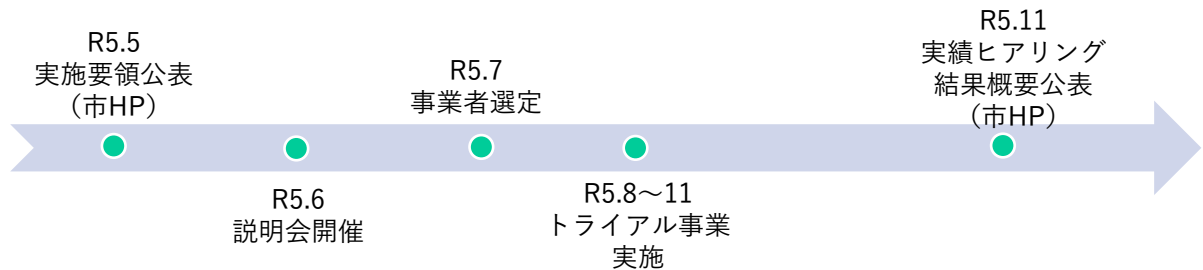 R5.5
実施要領公表
（市HP）
R5.6
説明会開催
R5.7
事業者選定
R5.8～11
トライアル事業
実施
R5.11
実績ヒアリング
結果概要公表
（市HP）